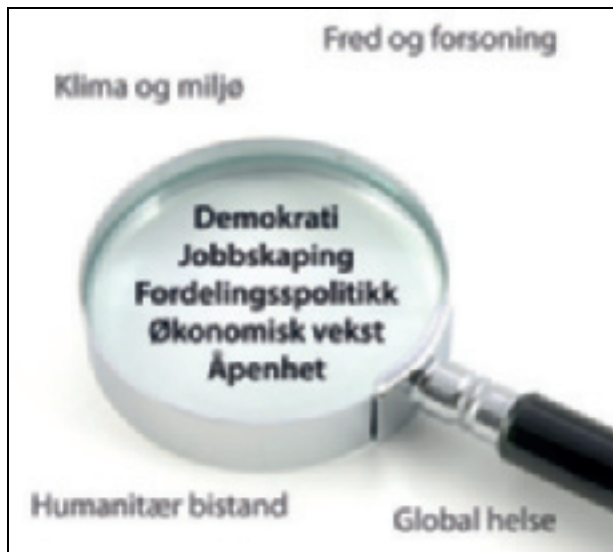 Fred og forsoning
Klima og miljø
Demokrati
Jobbskaping
Fordelingsspolitikk
Økonomisk vekst
Åpenhet
Humanitær bistand
Global helse